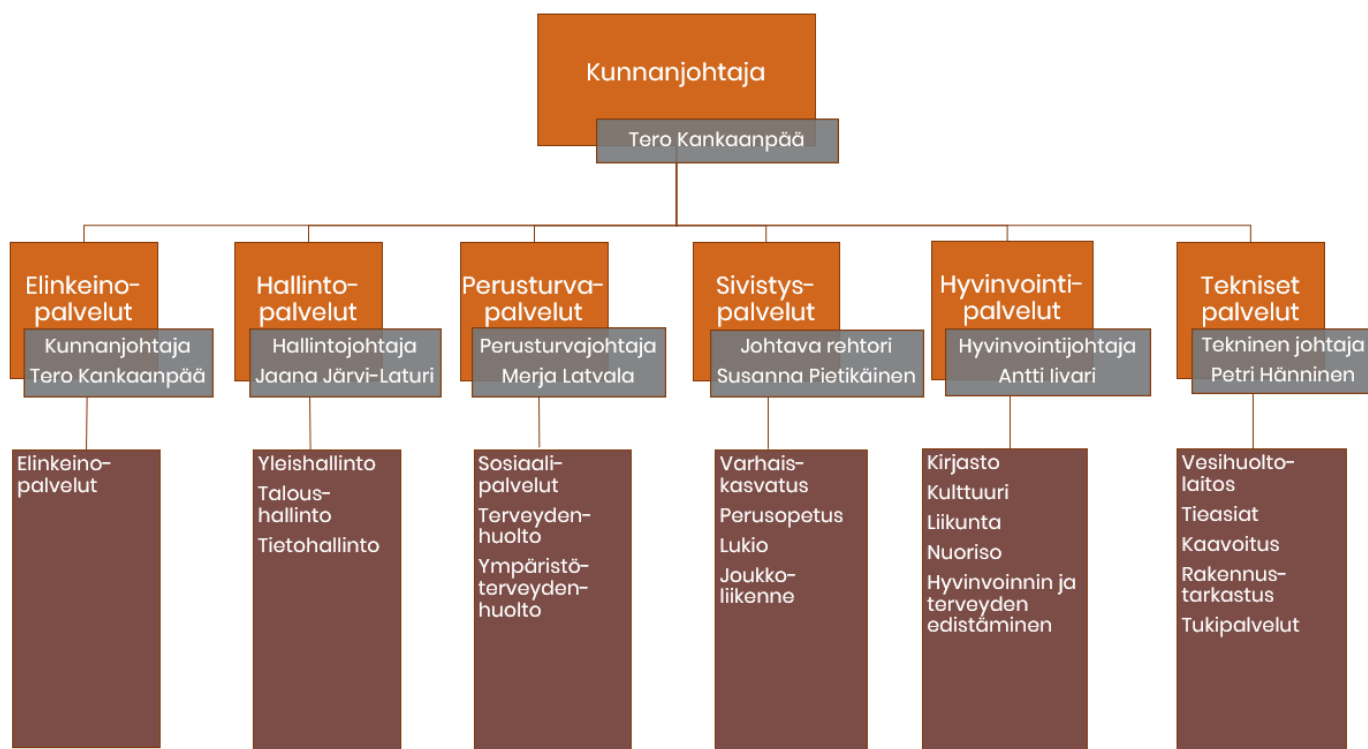 Kunnanjohtaja
Tero Kankaanpää
Elinkeino-
palvelut
Kunnanjohtaja
Tero Kankaanpää
Hallinto-
palvelut
Hallintojohtaja
Jaana Järvi-Laturi
Perusturva-
palvelut
Perusturvajohtaja
Merja Latvala
Sivistys-
palvelut
Johtava rehtori
Susanna Pietikäinen
Hyvinvointi-
palvelut
Hyvinvointijohtaja
Antti Iivari
Tekniset
palvelut
Tekninen johtaja
Petri Hänninen
Elinkeino-
palvelut
Yleishallinto
Talous-
hallinto
Tietohallinto
Sosiaali-
palvelut
Terveyden-
huolto
Ympäristö-
terveyden-
huolto
Varhais-
kasvatus
Perusopetus
Lukio
Joukko-
liikenne
Kirjasto
Kulttuuri
Liikunta
Nuoriso
Hyvinvoinnin ja
terveyden
edistäminen
Vesihuolto-
laitos
Tieasiat
Kaavoitus
Rakennus-
tarkastus
Tukipalvelut